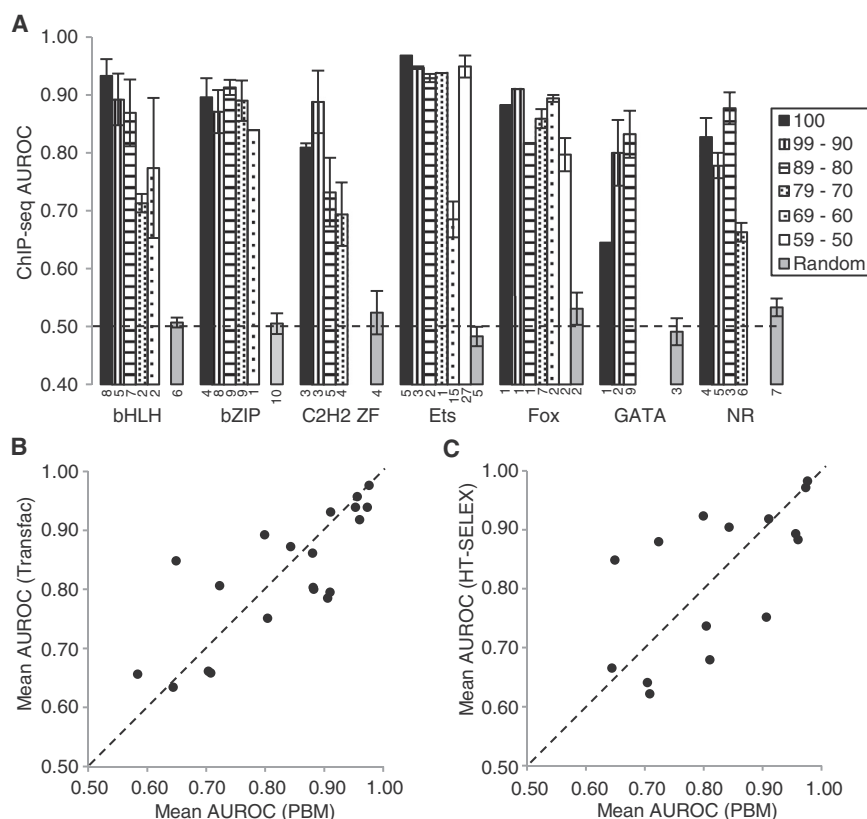 A
ChIP-seq AUROC
1.00
0.90
0.80
0.70
0.60
0.50
0.40
8 5 7 2 2 6
4 8 9 9 1 10
3 3 5 4 4
5 3 2 1 15 27 5
1 1 1 7 2 2 2
1 2 9 3
4 5 3 6 7
bHLH bZIP C2H2 ZF Ets Fox GATA NR
100
99 - 90
89 - 80
79 - 70
69 - 60
59 - 50
Random
B
Mean AUROC (Transfac)
1.00
0.90
0.80
0.70
0.60
0.50
0.50 0.60 0.70 0.80 0.90 1.00
Mean AUROC (PBM)
C
Mean AUROC (HT-SELEX)
1.00
0.90
0.80
0.70
0.60
0.50
0.50 0.60 0.70 0.80 0.90 1.00
Mean AUROC (PBM)